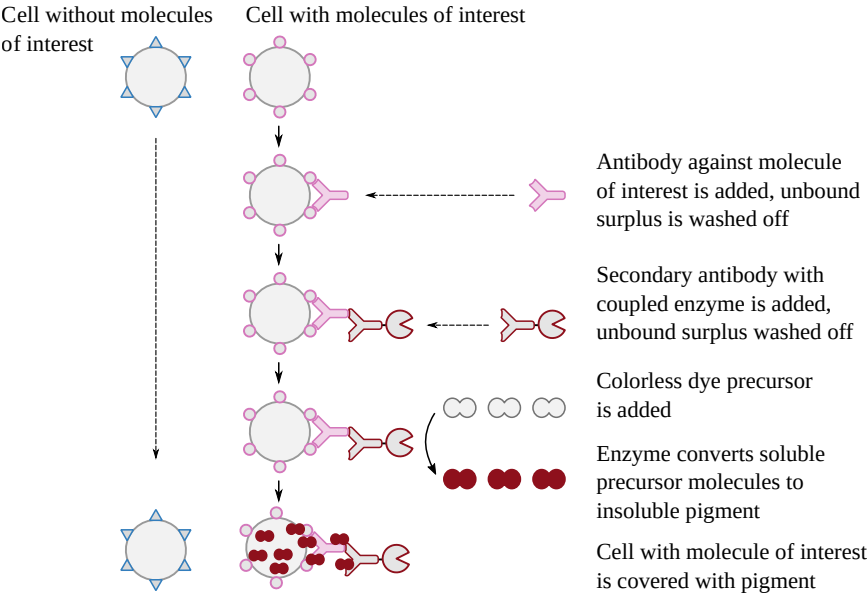 Cell without molecules
of interest
Cell with molecules of interest
Antibody against molecule
of interest is added, unbound
surplus is washed off
Secondary antibody with
coupled enzyme is added,
unbound surplus washed off
Colorless dye precursor
is added
Enzyme converts soluble
precursor molecules to
insoluble pigment
Cell with molecule of interest
is covered with pigment